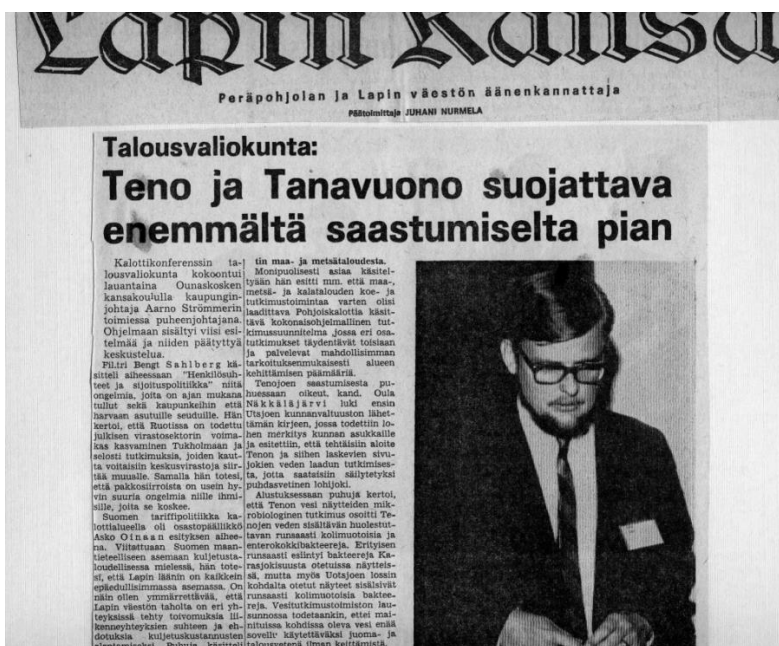 Lapin Kansa
Peräpohjolan ja Lapin väestön äänenkannattaja
Päätoimittaja JUHANI NURMELA
Talousvaliokunta:
Teno ja Tanavuono suojattava
enemmältä saastumiselta pian
Kalottikonferenssin ta-
lousvaliokunta kokoontui
lauantaina Ounaskosken
kansakoululla kaupungin-
johtaja Aarno Strömmerin
toimiessa puheenjohtajana.
Ohjelmaan sisältyi viisi esi-
telmää ja niiden päätyttyä
keskustelua.
Fil.tri Bengt Sahlberg kä-
sitteli aiheessaan "Henkilösuh-
teet ja sijoituspolitiikka" niitä
ongelmia, joita on ajan mukana
tullut sekä kaupunkeihin että
harvaan asutuille seuduille. Hän
kertoi, että Ruotissa on todettu
julkisen virastosektorin voima-
kas kasvaminen Tukholmaan ja
selosti tutkimuksia, joiden kaut-
ta voitaisiin keskusvirastoja siir-
tää muualle. Samalla hän totesi,
että pakkosiirroista on usein hy-
vin suuria ongelmia niille ihmi-
sille, joita se koskee.
Suomen tariffipolitiikka ka-
lottialueella oli osastopäällikkö
Asko Oinaan esityksen aihee-
na. Viitattuaan Suomen maan-
tieteelliseen asemaan kuljetusta-
loudellisessa mielessä, hän tote-
si, että Lapin läänin on kaikkein
epäedullisimmassa asemassa. On
näin ollen ymmärrettävää, että
Lapin väestön taholta on eri yh-
teyksissä tehty toivomuksia lii-
kenneyhteyksien suhteen ja eh-
dotuksia kuljetuskustannusten
tin maa- ja metsätaloudesta.
Monipuolisesti asiaa käsitel-
tyään hän esitti mm. että maa-
metsä- ja kalatalouden koe- ja
tutkimustoimintaa varten olisi
laadittava Pohjoiskalottia käsit-
tävä kokonaisohjelmallinen tut-
kimussuunnitelma ,jossa eri osa-
tutkimukset täydentävät toisiaan
ja palvelevat mahdollisimman
tarkoituksenmukaisesti alueen
kehittämisen päämääriä.
Tenojoen saastumisesta pu-
huessaan oikeut. kand. Oula
Näkkäläjärvi luki ensin
Utajoen kunnanvaltuuston lähet-
tämän kirjeen, jossa todettiin lo-
hen merkitys kunnan asukkaille
ja esitettiin, että tehtäisiin aloite
Tenon ja siihen laskevien sivu-
jokien veden laadun tutkimises-
ta, jotta saataisiin säilytetyksi
puhdasvetinen lohijoki.
Alustuksessaan puhuja kertoi,
että Tenon vesi näytteiden mik-
robiologinen tutkimus osoitti Te-
nojen veden sisältävän huolestut-
tavan runsaasti kolimuotoisia ja
enterokokkibakteereja. Erityisen
runsaasti esiintyi bakteereja Ka-
rasjokisuusta otetuissa näytteis-
sä, mutta myös Uotsjoen lossin
kohdalta otetut näytteet sisälsivät
runsaasti kolimuotoisia baktee-
reja. Vesitutkimustoimiston lau-
sunnossa todetaankin, ettei mai-
nituissa kohdissa oleva vesi enää
sovellu käytettäväksi juoma- ja
talousvetenä ilman keittämistä.